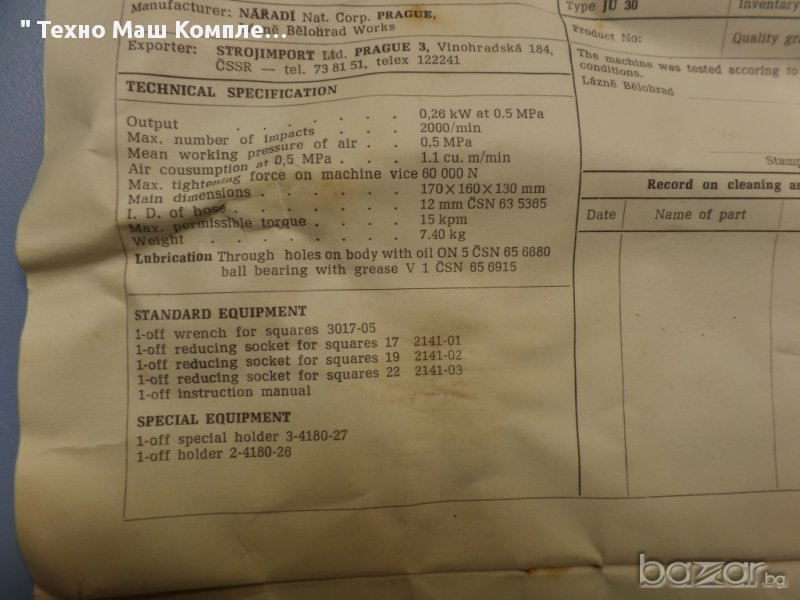 " Техно Маш Компле... "
Manufacturer: NÁŘADÍ Nat. Corp. PRAGUE,
Lázně Bělohrad Works
Exporter: STROJIMPORT Ltd. PRAGUE 3, Vinohradská 184,
ČSSR — tel. 73 81 51, telex 122241
TECHNICAL SPECIFICATION
Output . . . . . . . 0,26 kW at 0.5 MPa
Max. number of impacts . . . 2000/min
Mean working pressure of air . . 0.5 MPa
Air cousumption at 0,5 MPa . . . 1.1 cu. m/min
Max. tightening force on machine vice 60 000 N
Main dimensions . . . . . . 170×160×130 mm
I. D. of hose . . . . . . . 12 mm ČSN 63 5365
Max. permissible torque . . . . 15 kpm
Weight . . . . . . . . 7.40 kg
Lubrication Through holes on body with oil ON 5 ČSN 65 6680
ball bearing with grease V 1 ČSN 65 6915
STANDARD EQUIPMENT
1-off wrench for squares 3017-05
1-off reducing socket for squares 17 2141-01
1-off reducing socket for squares 19 2141-02
1-off reducing socket for squares 22 2141-03
1-off instruction manual
SPECIAL EQUIPMENT
1-off special holder 3-4180-27
1-off holder 2-4180-26
Type JU 30
Inventory
Product No:
Quality gra
The machine was tested accoring to
conditions.
Lázně Bělohrad
Stamp
Record on cleaning an
Date Name of part
bazar.bg